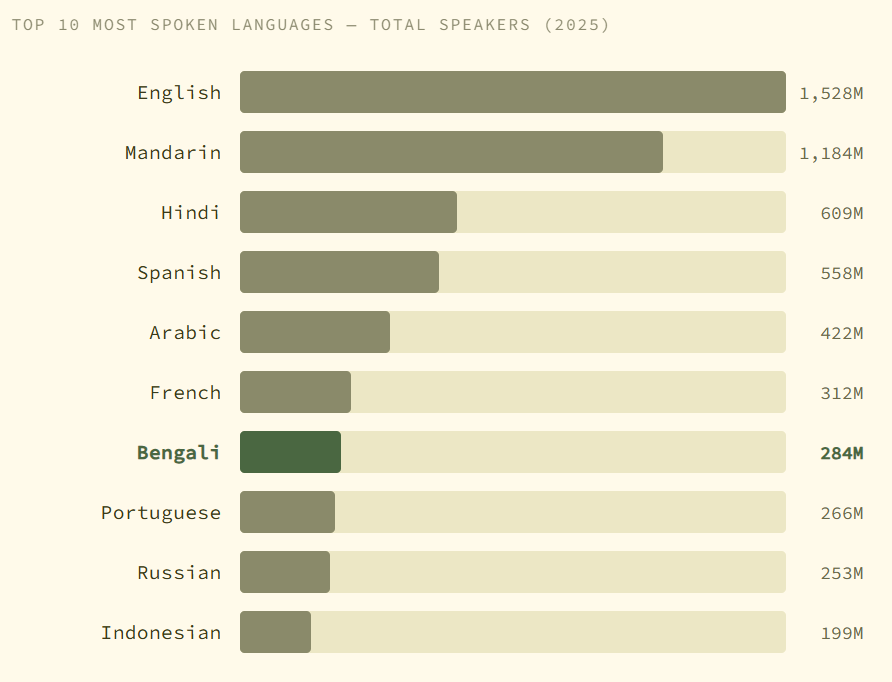 TOP 10 MOST SPOKEN LANGUAGES — TOTAL SPEAKERS (2025)
English 1,528M
Mandarin 1,184M
Hindi 609M
Spanish 558M
Arabic 422M
French 312M
Bengali 284M
Portuguese 266M
Russian 253M
Indonesian 199M